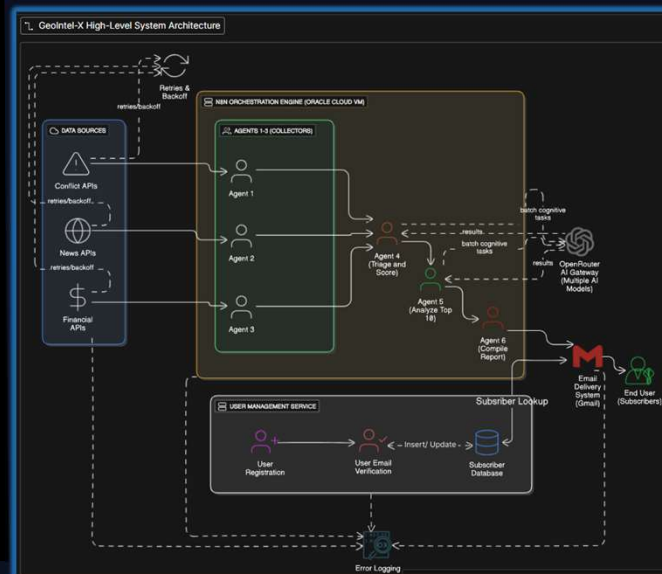 GeoIntel-X High-Level System Architecture
Retries &
Backoff
retries/backoff
N8N ORCHESTRATION ENGINE (ORACLE CLOUD VM)
DATA SOURCES
AGENTS 1-3 (COLLECTORS)
Conflict APIs
Agent 1
retries/backoff
News APIs
Agent 2
retries/backoff
Financial
APIs
Agent 3
Agent 4
(Triage and
Score)
batch cognitive
tasks
results
batch cognitive
tasks
results
OpenRouter
AI Gateway
(Multiple AI
Models)
Agent 5
(Analyze Top
10)
Agent 6
(Compile
Report)
Email
Delivery
System
(Gmail)
End User
(Subscribers)
Subsriber Lookup
USER MANAGEMENT SERVICE
User
Registration
User Email
Verification
Insert/ Update
Subscriber
Database
Error Logging